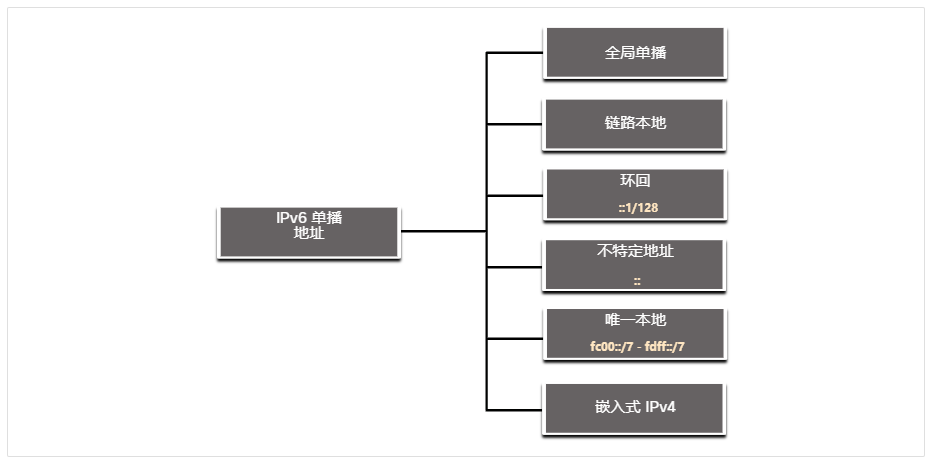 全局单播
链路本地
环回
::1/128
IPv6 单播
地址
不特定地址
::
唯一本地
fc00::/7 - fdff::/7
嵌入式 IPv4